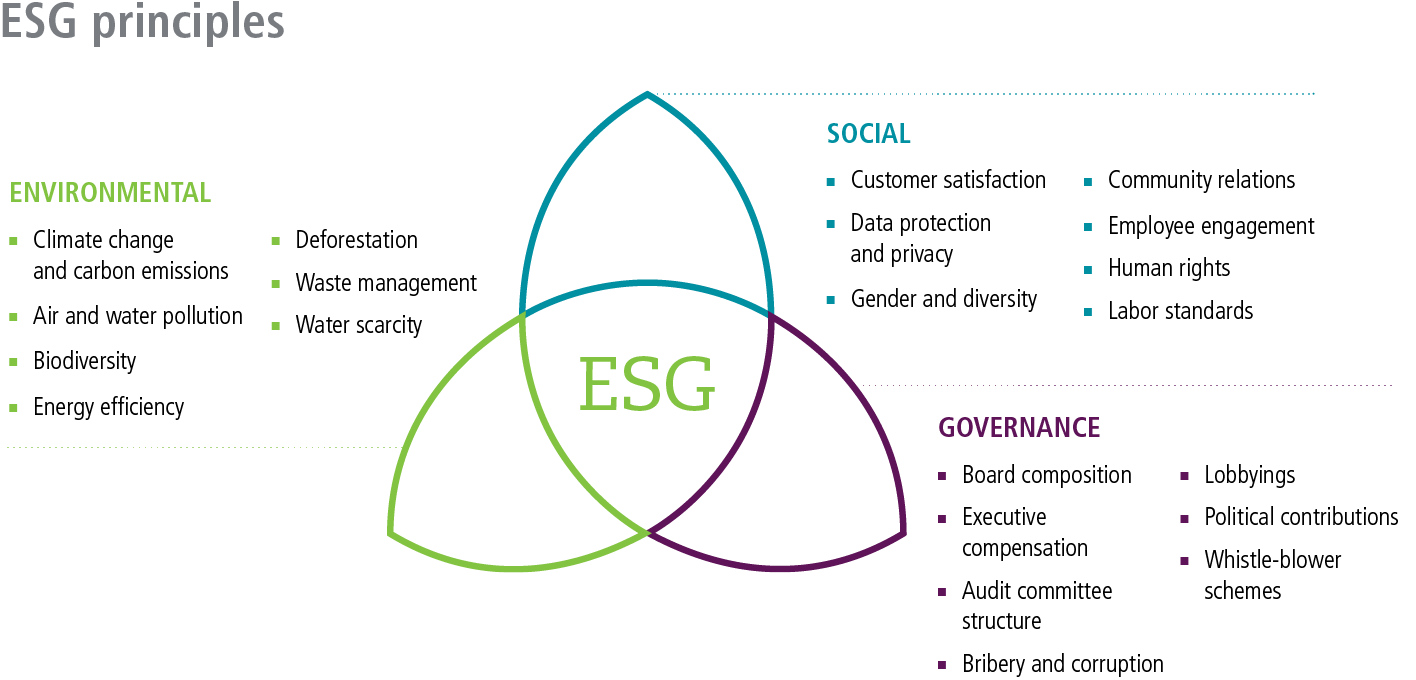 ESG principles
ENVIRONMENTAL
Climate change
and carbon emissions
Air and water pollution
Biodiversity
Energy efficiency
Deforestation
Waste management
Water scarcity
ESG
SOCIAL
Customer satisfaction
Data protection
and privacy
Gender and diversity
Community relations
Employee engagement
Human rights
Labor standards
GOVERNANCE
Board composition
Executive
compensation
Audit committee
structure
Bribery and corruption
Lobbyings
Political contributions
Whistle-blower
schemes